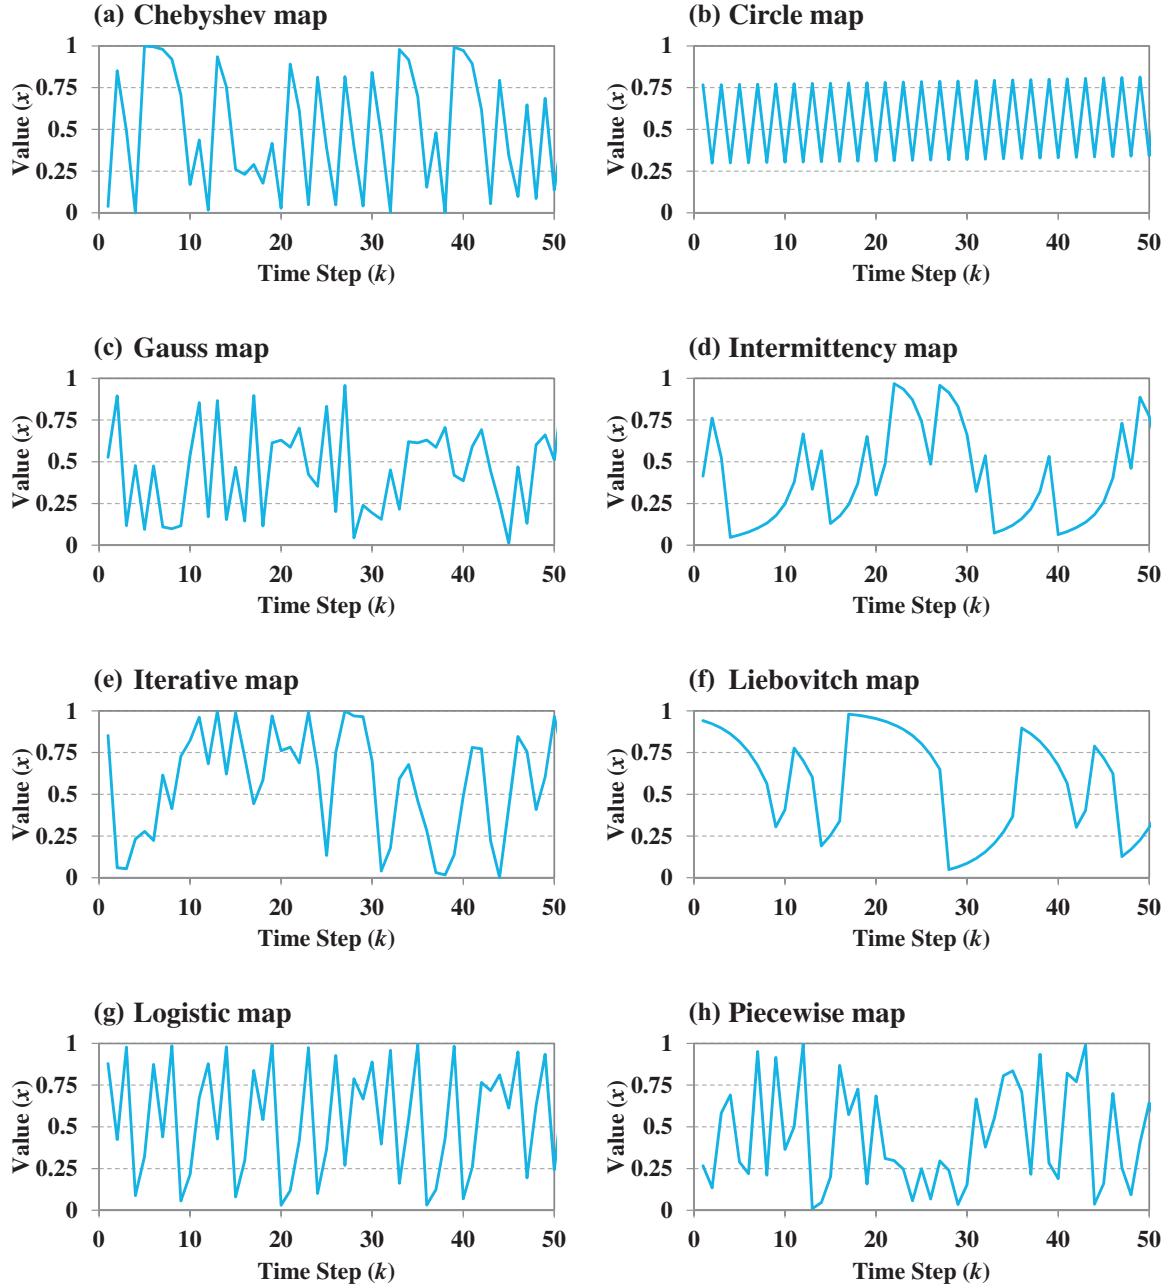 (a) Chebyshev map
1
0.75
0.5
0.25
0
Value (x)
0 10 20 30 40 50
Time Step (k)
(b) Circle map
1
0.75
0.5
0.25
0
Value (x)
0 10 20 30 40 50
Time Step (k)
(c) Gauss map
1
0.75
0.5
0.25
0
Value (x)
0 10 20 30 40 50
Time Step (k)
(d) Intermittency map
1
0.75
0.5
0.25
0
Value (x)
0 10 20 30 40 50
Time Step (k)
(e) Iterative map
1
0.75
0.5
0.25
0
Value (x)
0 10 20 30 40 50
Time Step (k)
(f) Liebovitch map
1
0.75
0.5
0.25
0
Value (x)
0 10 20 30 40 50
Time Step (k)
(g) Logistic map
1
0.75
0.5
0.25
0
Value (x)
0 10 20 30 40 50
Time Step (k)
(h) Piecewise map
1
0.75
0.5
0.25
0
Value (x)
0 10 20 30 40 50
Time Step (k)